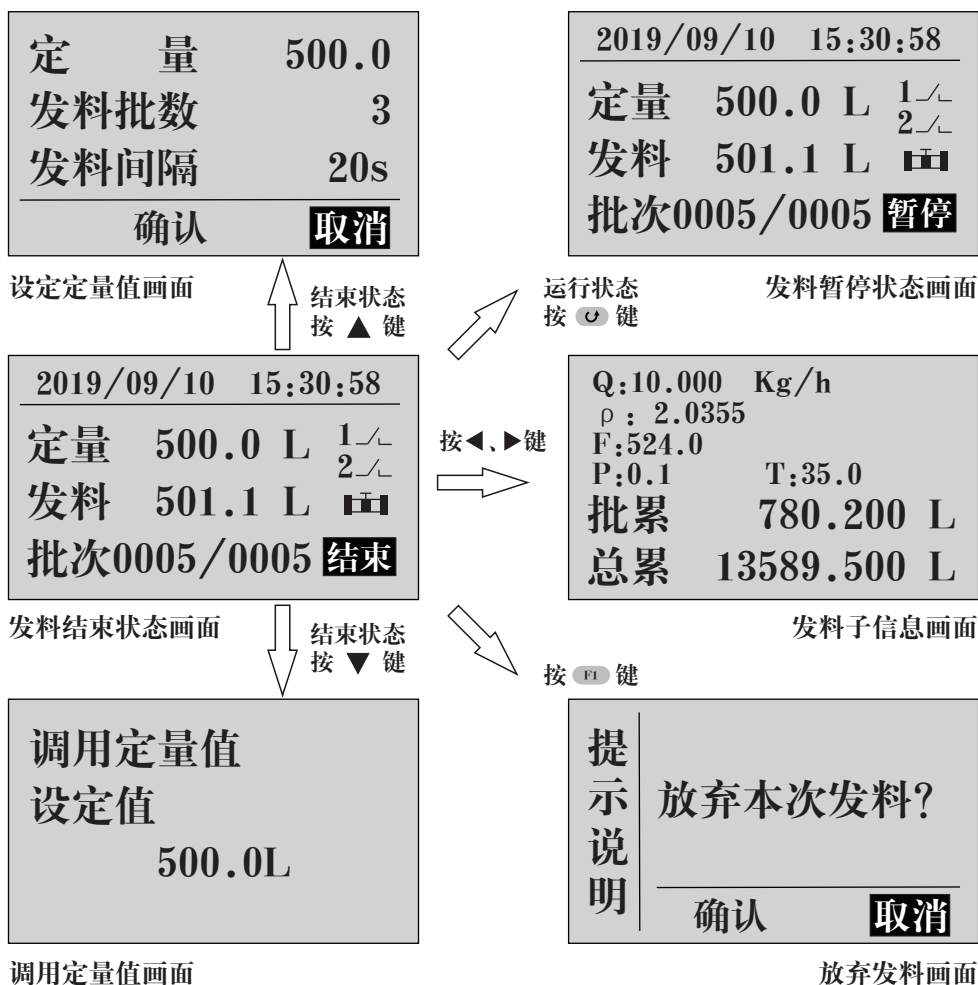 定 量 500.0
发料批数 3
发料间隔 20s
确认 取消
设定定量值画面
2019/09/10 15:30:58
定量 500.0 L 1
2
发料 501.1 L
批次0005/0005 暂停
发料暂停状态画面
结束状态
按 ▲ 键
运行状态
按 键
2019/09/10 15:30:58
定量 500.0 L 1
2
发料 501.1 L
批次0005/0005 结束
发料结束状态画面
按◀、▶键
Q:10.000 Kg/h
ρ: 2.0355
F:524.0
P:0.1 T:35.0
批累 780.200 L
总累 13589.500 L
发料子信息画面
结束状态
按 ▼ 键
按 F1 键
调用定量值
设定值
500.0L
调用定量值画面
提示说明
放弃本次发料?
确认 取消
放弃发料画面